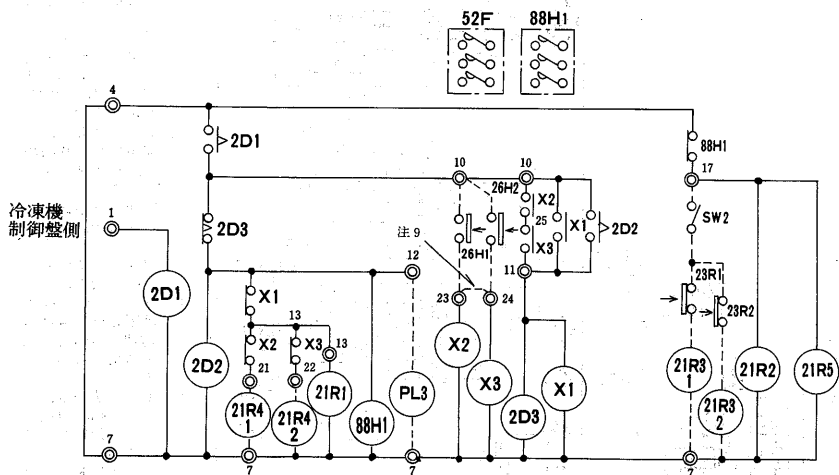 52F 88H1
4
2D1
88H1
10 10 17
26H2 X2
冷凍機
制御盤側
1
SW2
2D3 25 X1 2D2
注9 26H1 X3
12 11
23R1
2D1 X1 23 24 23R2
13
X2 X3 13
X2
21 22
2D2 X3 21R3
1
21R2 21R5
21R4
1
21R4
2
21R1 88H1 PL3 2D3 X1 21R3
2
7 7 7 7